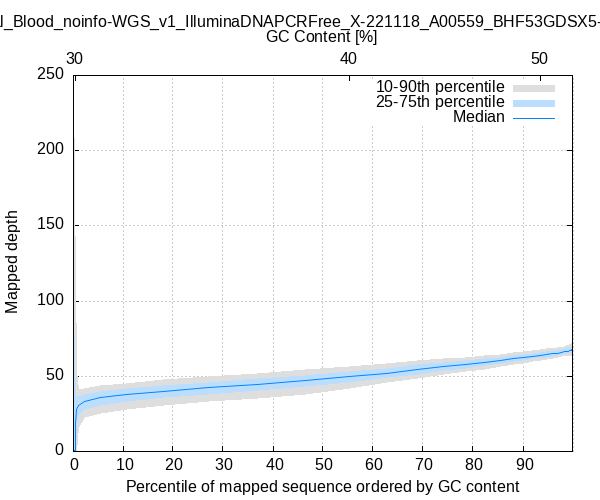 _Blood_noinfo-WGS_v1_IlluminaDNAPCRFree_X-221118_A00559_BHF53GDSX5-
GC Content [%]
30 40 50
250
200
150
100
50
0
Mapped depth
10-90th percentile
25-75th percentile
Median
0 10 20 30 40 50 60 70 80 90
Percentile of mapped sequence ordered by GC content